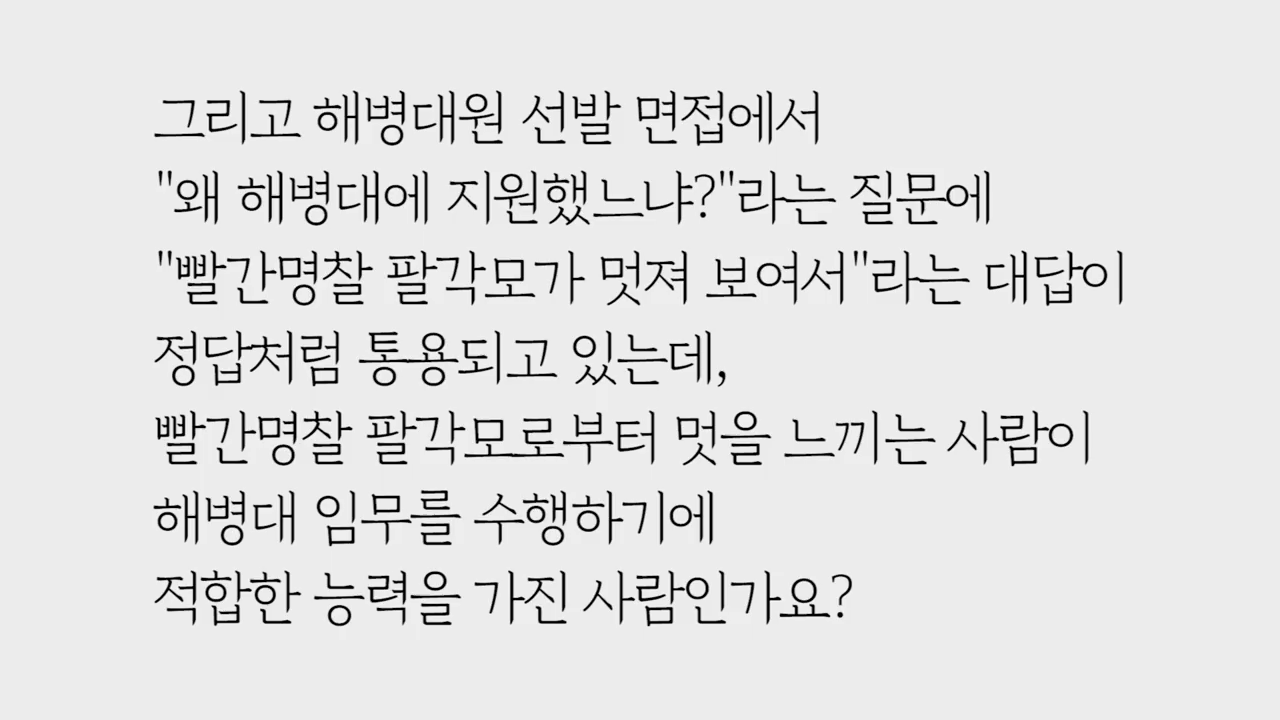 그리고 해병대원 선발 면접에서
"왜 해병대에 지원했느냐?"라는 질문에
"빨간명찰 팔각모가 멋져 보여서"라는 대답이
정답처럼 통용되고 있는데,
빨간명찰 팔각모로부터 멋을 느끼는 사람이
해병대 임무를 수행하기에
적합한 능력을 가진 사람인가요?